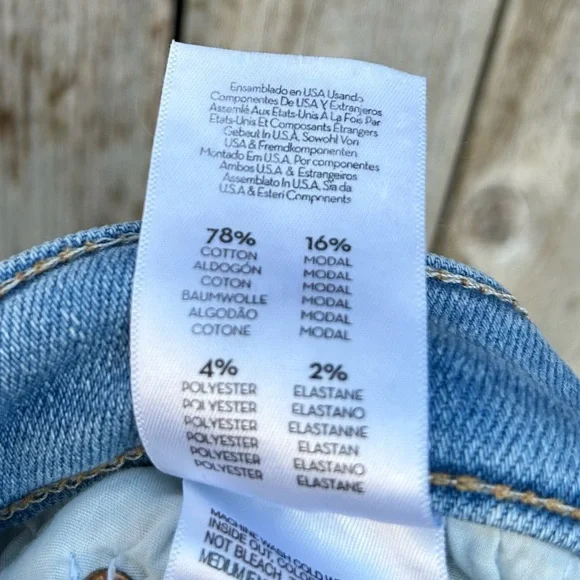 Ensamblado en USA Usando
Componentes De USA Y Extranjeros
Assemlé Aux Etats-Unis À La Fois Par
Etats-Unis Et Composants Étrangers
Gebaut In U.S.A. Sowohl Von
USA & Fremdkomponenten
Montado Em U.S.A. Por componentes
Ambos U.S.A & Estrangeiros
Assemblato In U.S.A. Sia da
U.S.A & Esteri Components
78%
COTTON
ALDOGÓN
COTON
BAUMWOLLE
ALGODÃO
COTONE
16%
MODAL
MODAL
MODAL
MODAL
MODAL
MODAL
4%
POLYESTER
POLYESTER
POLYESTER
POLYESTER
POLYESTER
POLYESTER
2%
ELASTANE
ELASTANO
ELASTANNE
ELASTAN
ELASTANO
ELASTANE
MACHINE WASH COLD
INSIDE OUT
NOT BLEACH.
MEDIUM